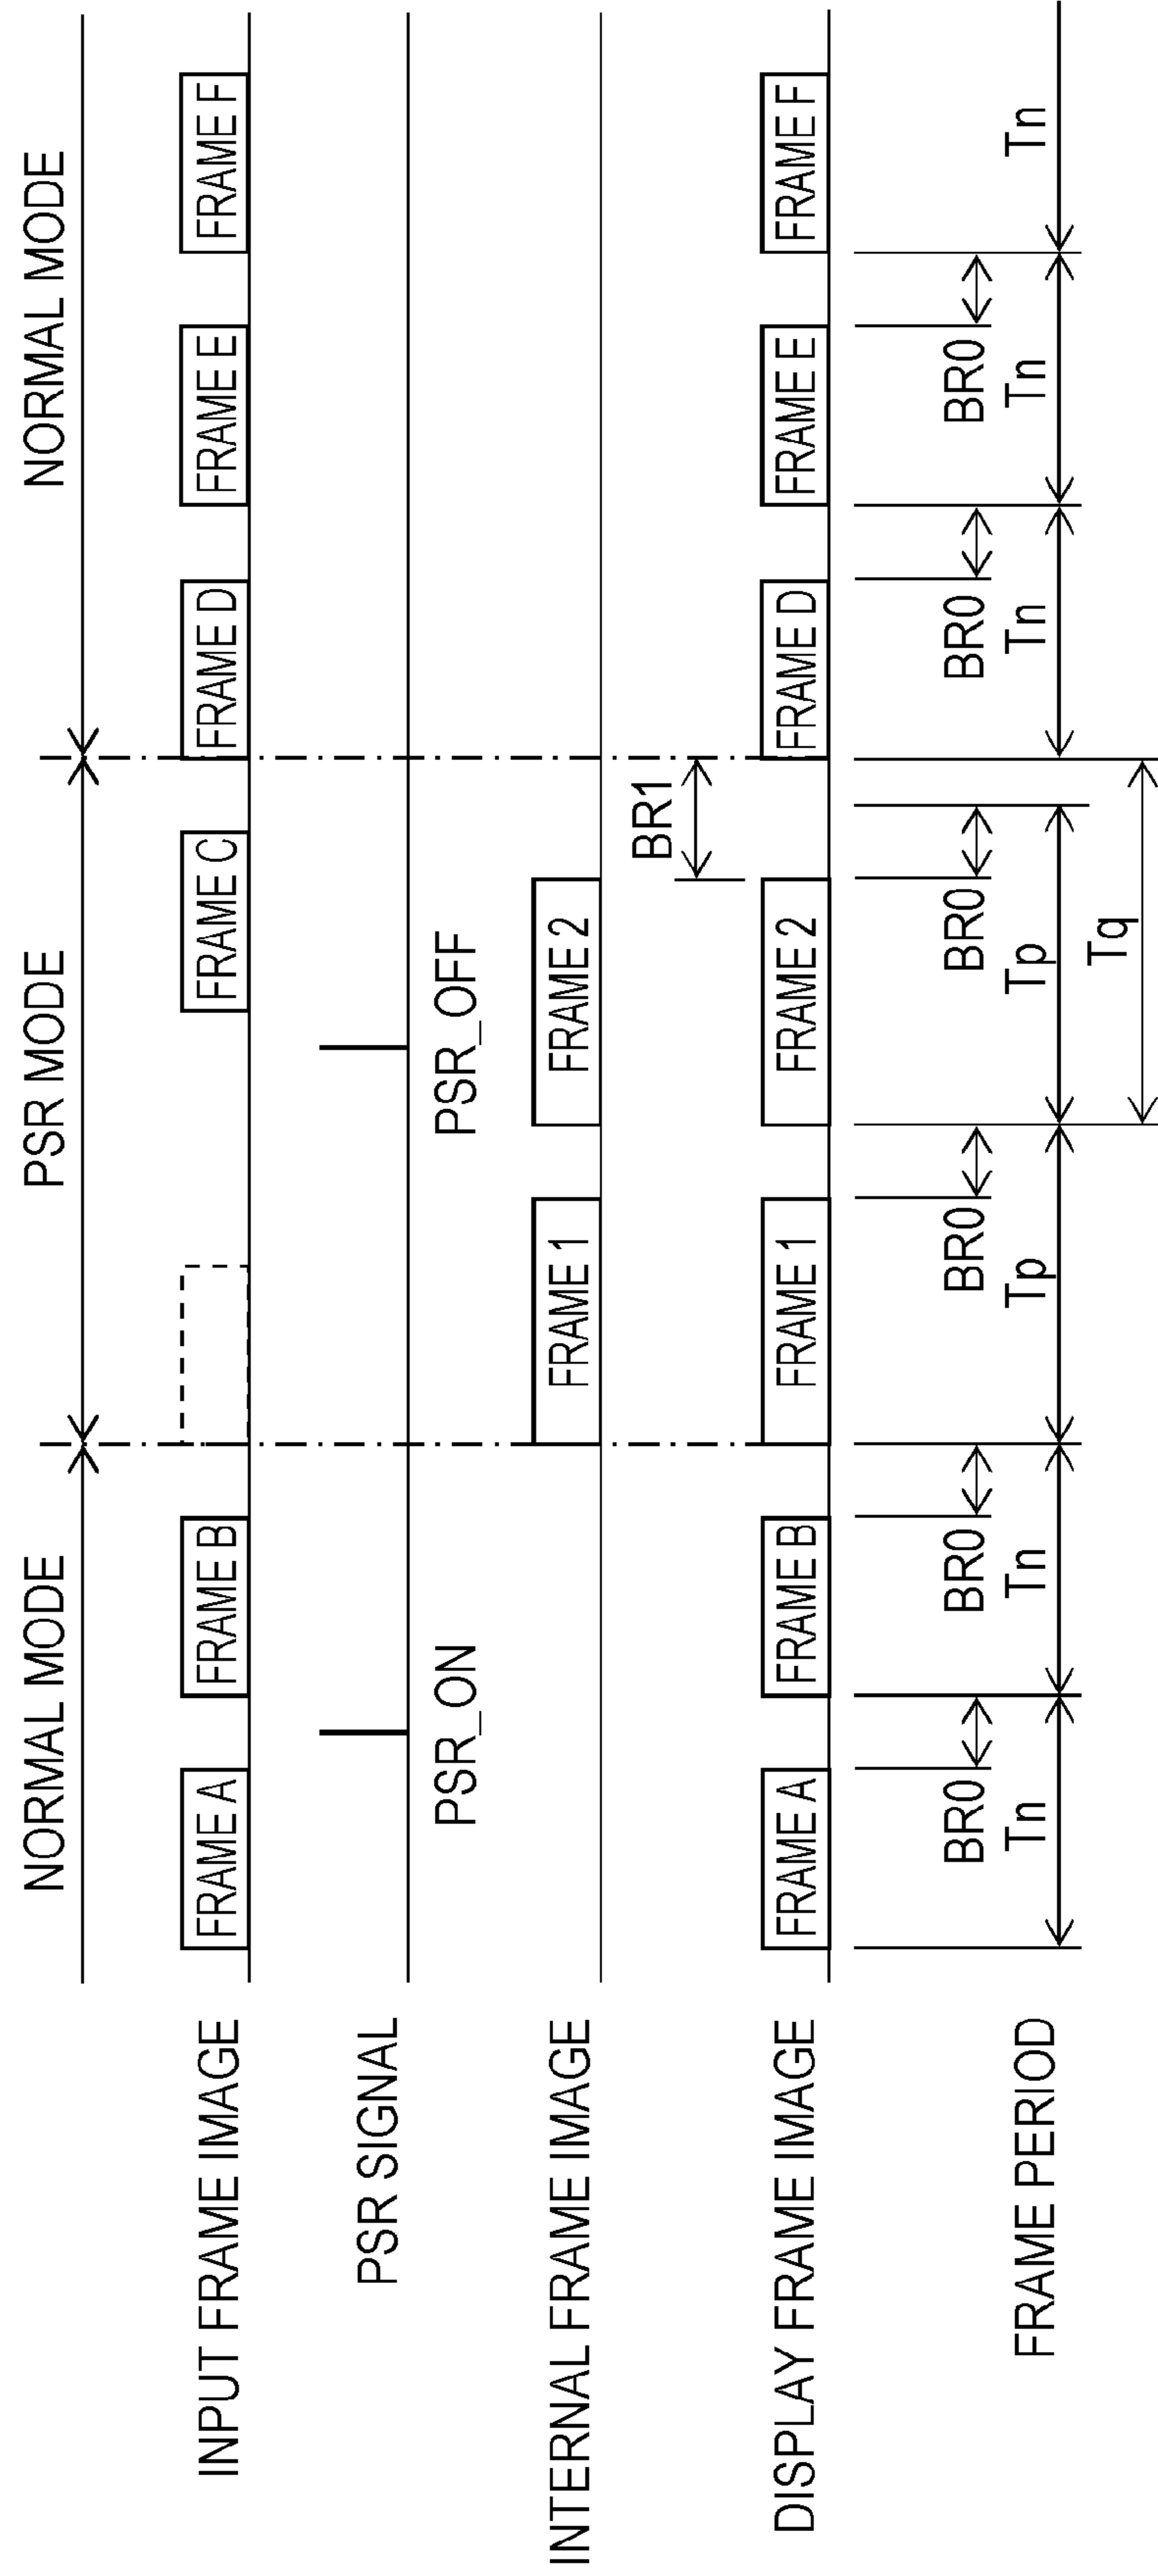 NORMAL MODE
PSR MODE
NORMAL MODE
INPUT FRAME IMAGE
FRAME A
FRAME B
FRAME C
FRAME D
FRAME E
FRAME F
PSR SIGNAL
PSR_ON
PSR_OFF
INTERNAL FRAME IMAGE
FRAME 1
FRAME 2
BR1
DISPLAY FRAME IMAGE
FRAME A
FRAME B
FRAME 1
FRAME 2
FRAME D
FRAME E
FRAME F
BR0
BR0
BR0
BR0
BR0
BR0
FRAME PERIOD
Tn
Tn
Tp
Tp
Tn
Tn
Tn
Tq